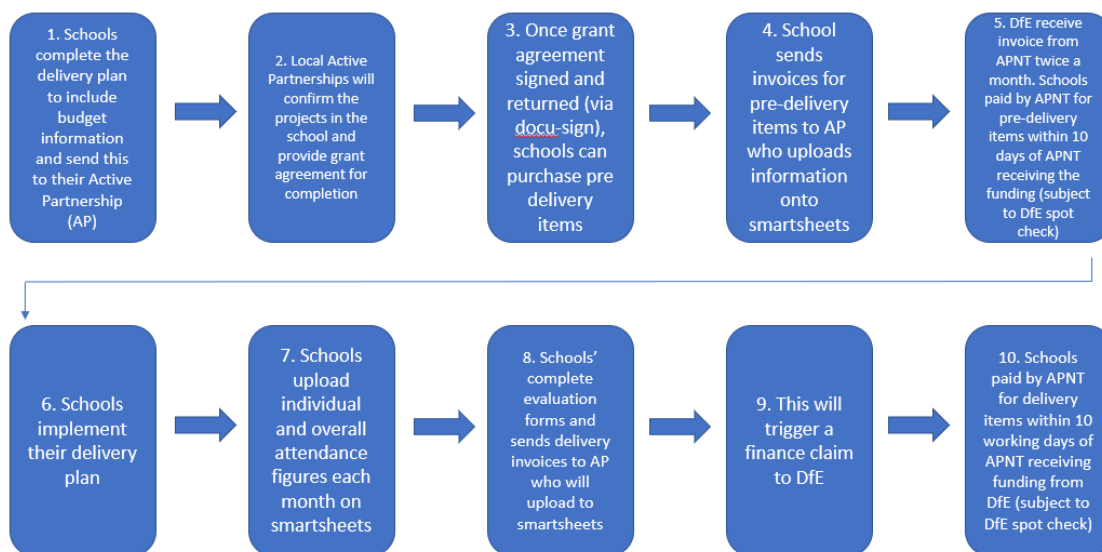 1. Schools
complete the
delivery plan
to include
budget
information
and send this
to their Active
Partnership
(AP)
2. Local Active
Partnerships will
confirm the
projects in the
school and
provide grant
agreement for
completion
3. Once grant
agreement
signed and
returned (via
docu-sign),
schools can
purchase pre
delivery
items
4. School
sends
invoices for
pre-delivery
items to AP
who uploads
information
onto
smartsheets
5. DfE receive
invoice from
APNT twice a
month. Schools
paid by APNT for
pre-delivery
items within 10
days of APNT
receiving the
funding (subject
to DfE spot
check)
6. Schools
implement
their delivery
plan
7. Schools
upload
individual
and overall
attendance
figures each
month on
smartsheets
8. Schools’
complete
evaluation
forms and
sends delivery
invoices to AP
who will
upload to
smartsheets
9. This will
trigger a
finance claim
to DfE
10. Schools
paid by APNT
for delivery
items within 10
working days of
APNT receiving
funding from
DfE (subject to
DfE spot check)